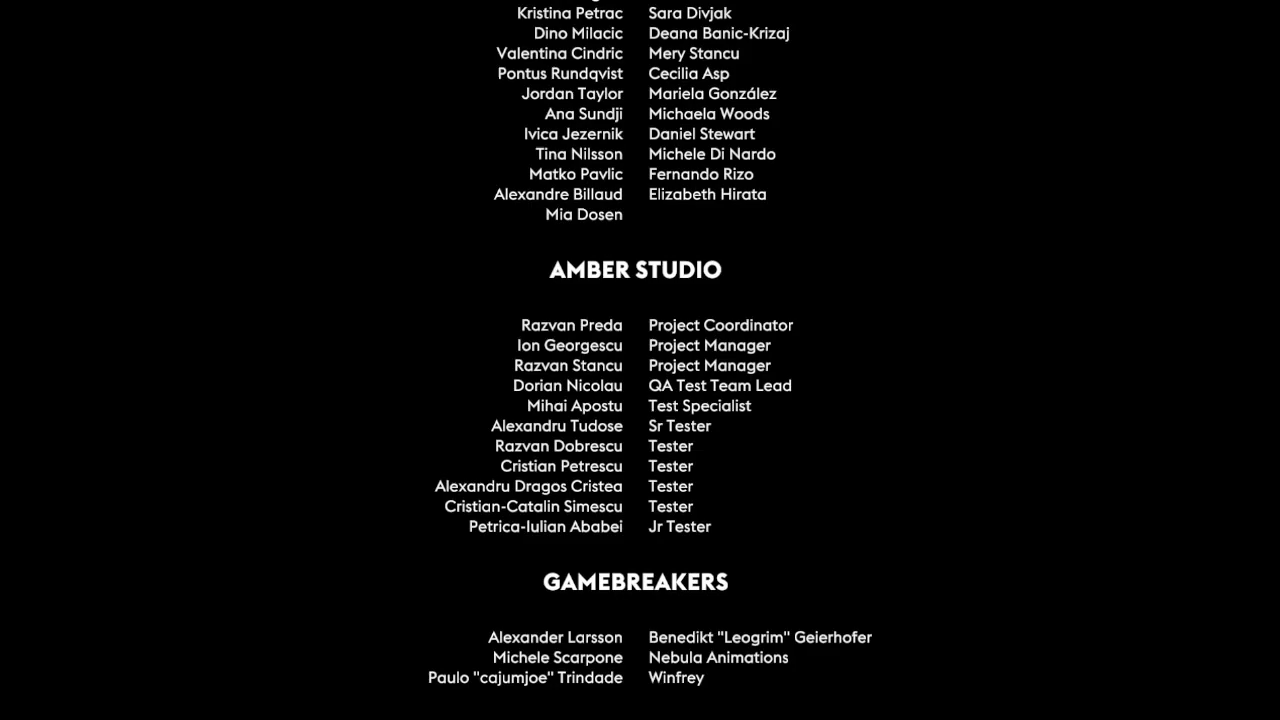 Kristina Petrac Sara Divjak
Dino Milacic Deana Banic-Krizaj
Valentina Cindric Mery Stancu
Pontus Rundqvist Cecilia Asp
Jordan Taylor Mariela González
Ana Sundji Michaela Woods
Ivica Jezernik Daniel Stewart
Tina Nilsson Michele Di Nardo
Matko Pavlic Fernando Rizo
Alexandre Billaud Elizabeth Hirata
Mia Dosen
AMBER STUDIO
Razvan Preda Project Coordinator
Ion Georgescu Project Manager
Razvan Stancu Project Manager
Dorian Nicolau QA Test Team Lead
Mihai Apostu Test Specialist
Alexandru Tudose Sr Tester
Razvan Dobrescu Tester
Cristian Petrescu Tester
Alexandru Dragos Cristea Tester
Cristian-Catalin Simescu Tester
Petrica-Iulian Ababei Jr Tester
GAMEBREAKERS
Alexander Larsson Benedikt "Leogrim" Geierhofer
Michele Scarpone Nebula Animations
Paulo "cajumjoe" Trindade Winfrey